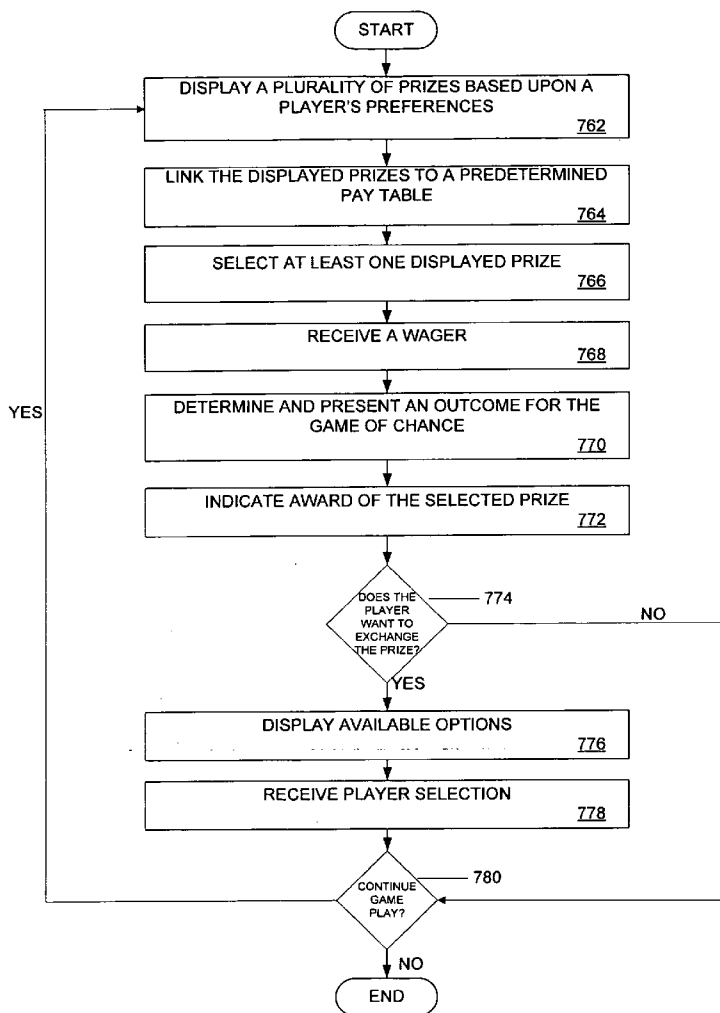 START
DISPLAY A PLURALITY OF PRIZES BASED UPON A
PLAYER'S PREFERENCES
762
LINK THE DISPLAYED PRIZES TO A PREDETERMINED
PAY TABLE
764
SELECT AT LEAST ONE DISPLAYED PRIZE
766
RECEIVE A WAGER
768
YES
DETERMINE AND PRESENT AN OUTCOME FOR THE
GAME OF CHANCE
770
INDICATE AWARD OF THE SELECTED PRIZE
772
DOES THE
PLAYER
WANT TO
EXCHANGE
THE PRIZE?
774
NO
YES
DISPLAY AVAILABLE OPTIONS
776
RECEIVE PLAYER SELECTION
778
CONTINUE
GAME
PLAY?
780
NO
END